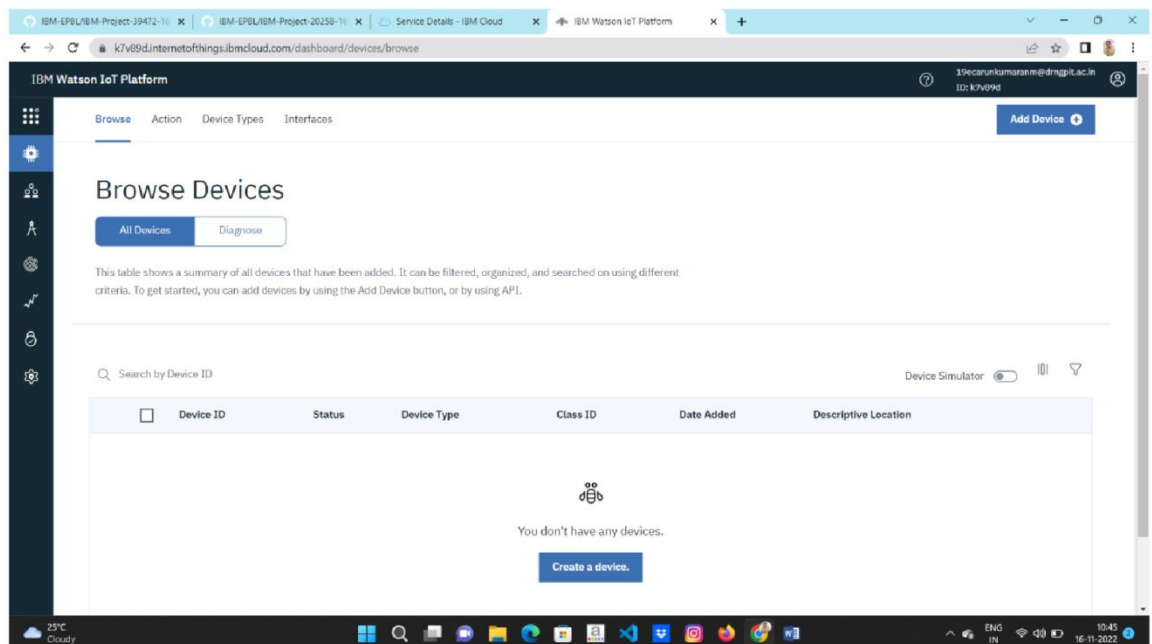 IBM-EPBL/IBM-Project-39472-16
IBM-EPBL/IBM-Project-20258-16
Service Details - IBM Cloud
IBM Watson IoT Platform
k7v89d.internetofthings.ibmcloud.com/dashboard/devices/browse
IBM Watson IoT Platform
19ecarunkumaranm@drngpit.ac.in
ID: k7v89d
Browse Action Device Types Interfaces
Add Device
Browse Devices
All Devices Diagnose
This table shows a summary of all devices that have been added. It can be filtered, organized, and searched on using different
criteria. To get started, you can add devices by using the Add Device button, or by using API.
Search by Device ID
Device Simulator
Device ID Status Device Type Class ID Date Added Descriptive Location
You don't have any devices.
Create a device.
25°C
Cloudy
ENG
IN
10:45
16-11-2022
2